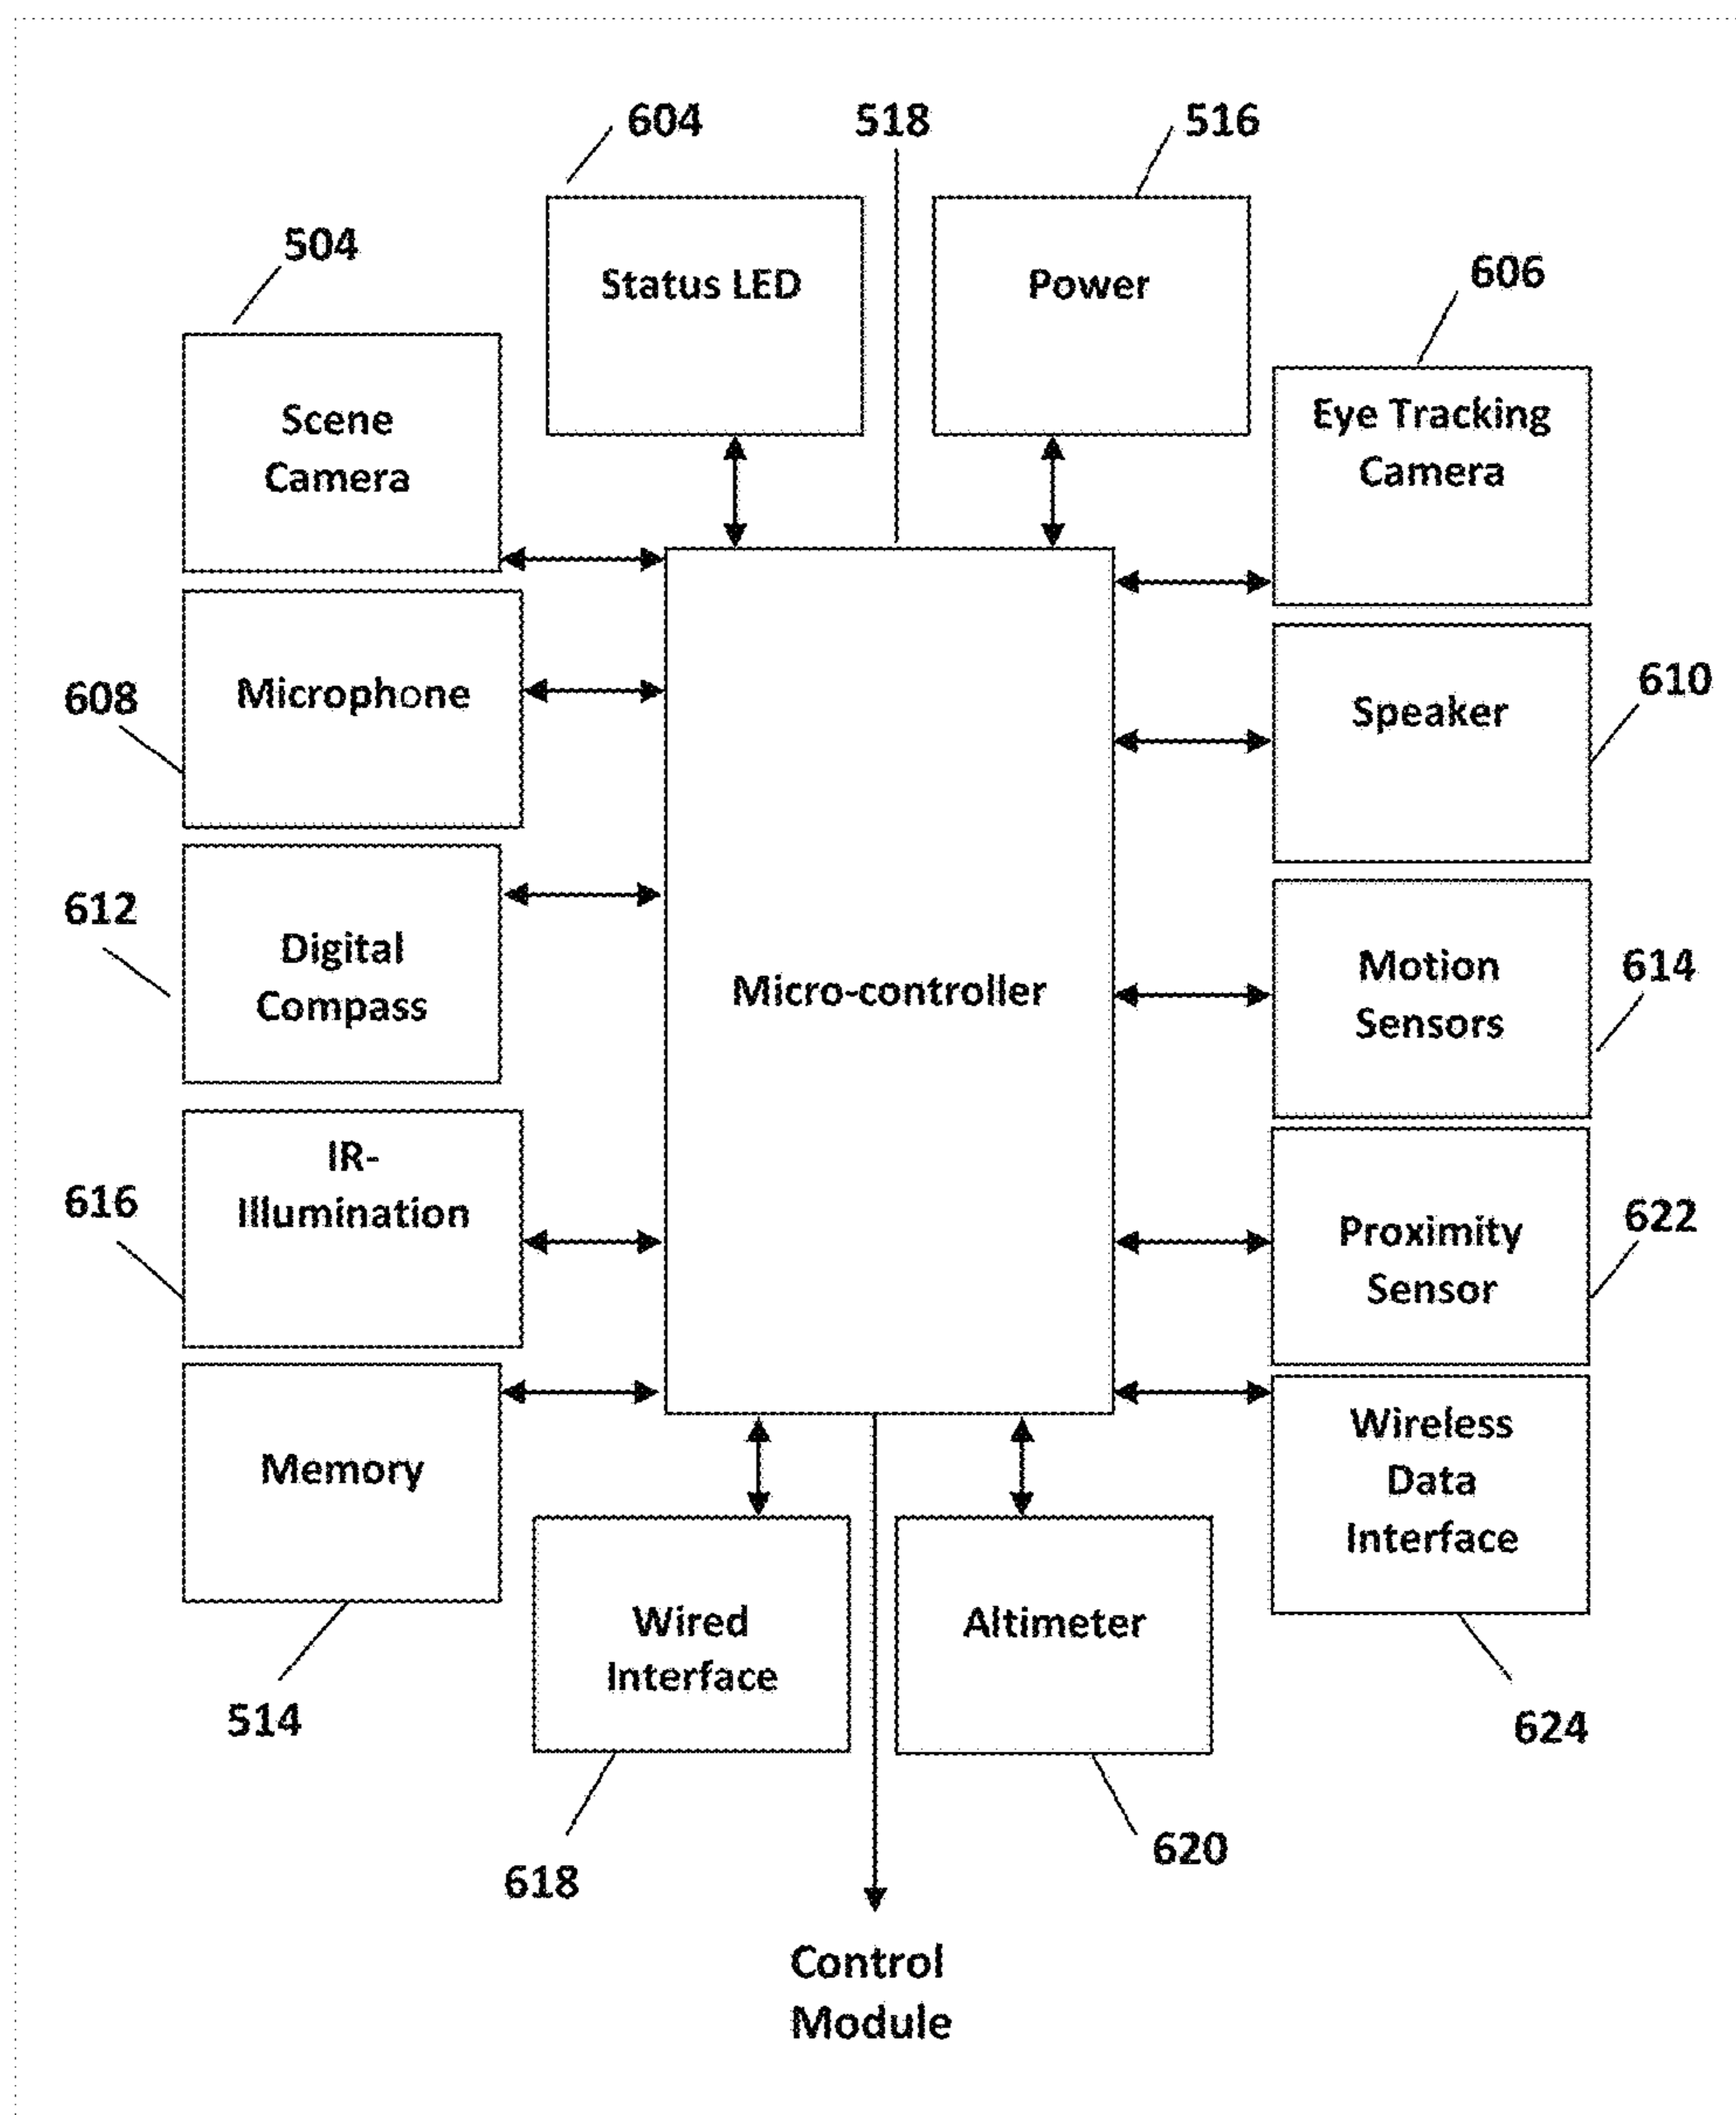 604
518
516
504
Status LED
Power
606
Scene
Camera
Eye Tracking
Camera
608
Microphone
Speaker
610
612
Digital
Compass
Micro-controller
Motion
Sensors
614
616
IR-
Illumination
Proximity
Sensor
622
Memory
Wireless
Data
Interface
Wired
Interface
Altimeter
514
624
618
620
Control
Module